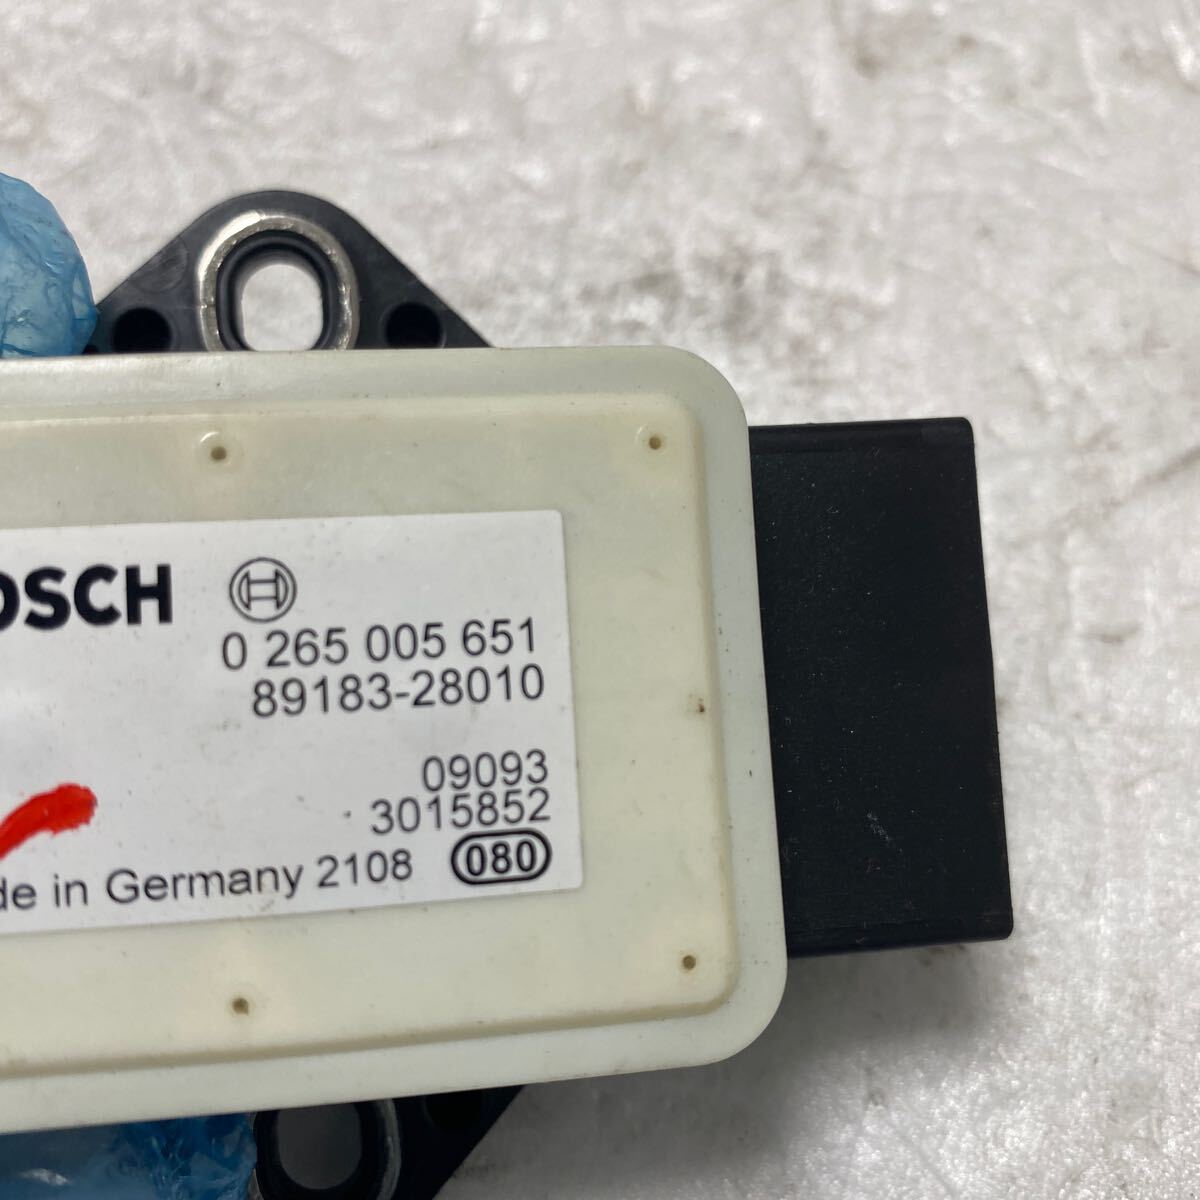 OSCH
0 265 005 651
89183-28010
09093
3015852
de in Germany 2108 080